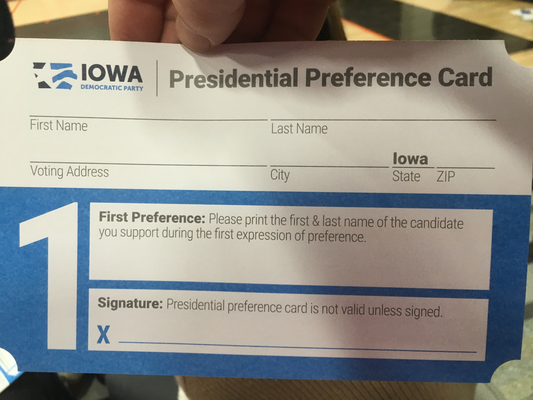 IOWA
DEMOCRATIC PARTY
Presidential Preference Card
First Name Last Name
Iowa
Voting Address City State ZIP
1
First Preference: Please print the first & last name of the candidate
you support during the first expression of preference.
Signature: Presidential preference card is not valid unless signed.
X